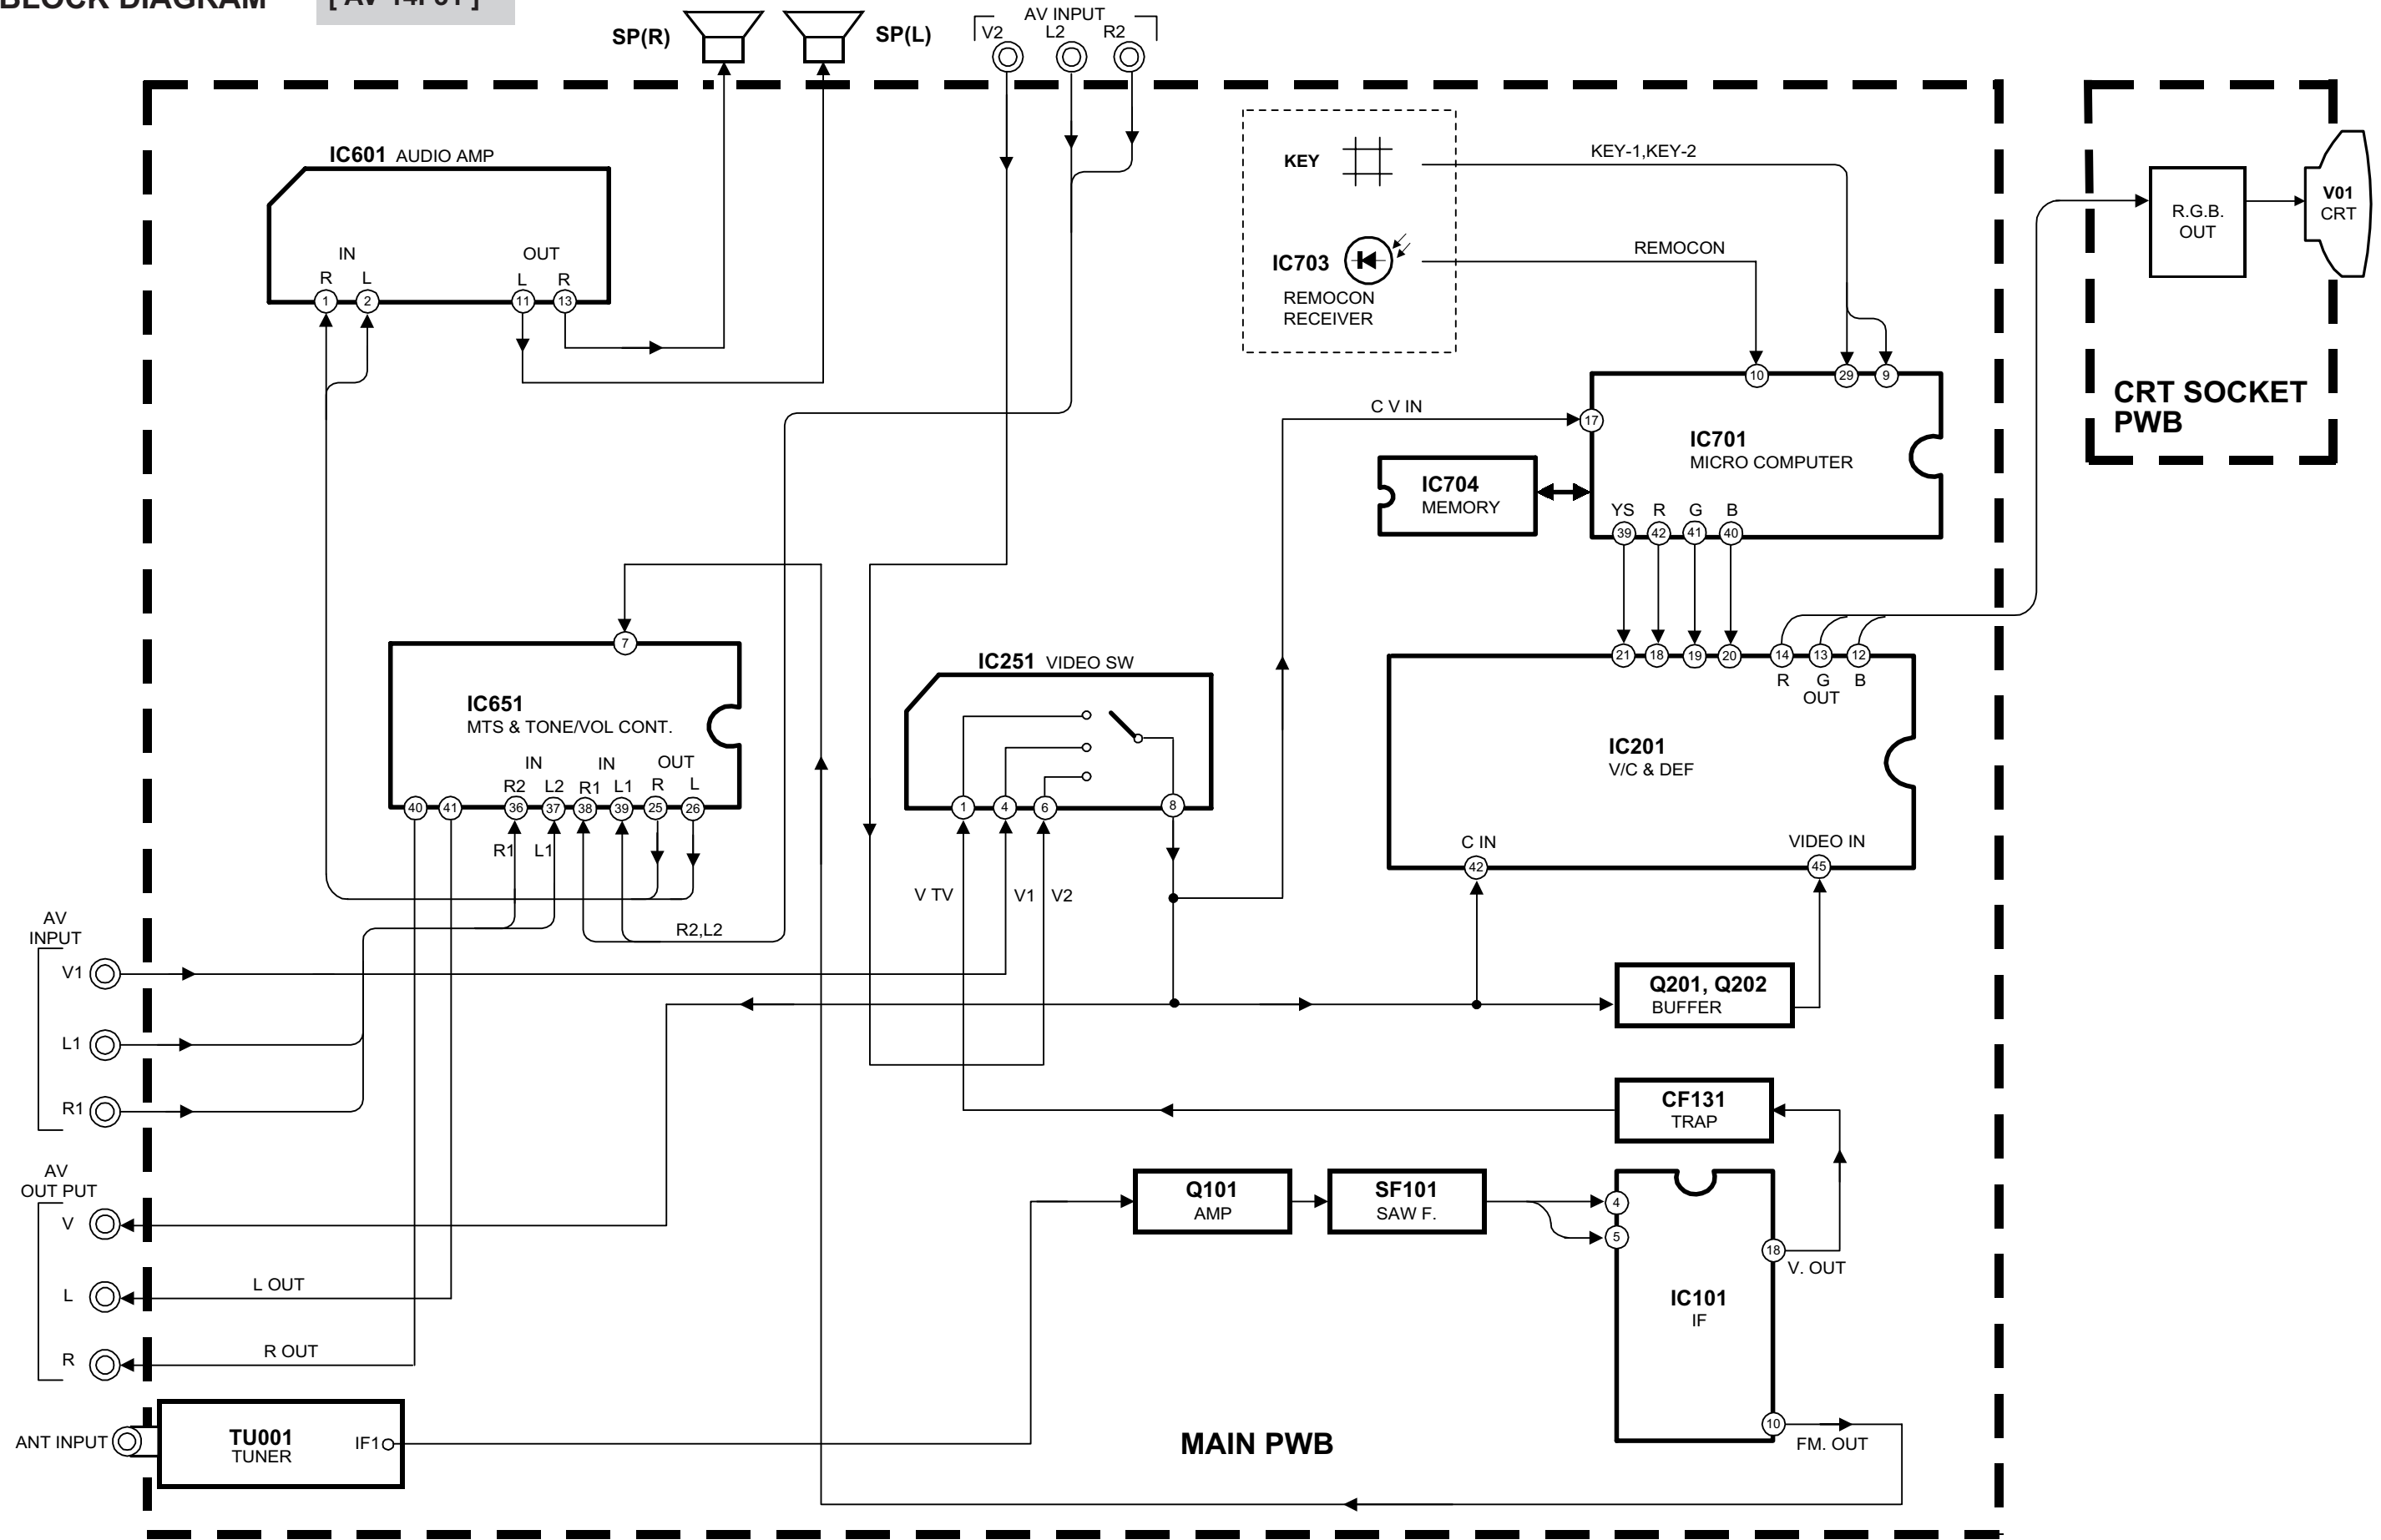 BLOCK DIAGRAM
SP(R)
SP(L)
AV INPUT
V2 L2 R2
IC601 AUDIO AMP
IN OUT
R L L R
1 2 11 13
KEY
KEY-1,KEY-2
IC703
REMOCON
RECEIVER
REMOCON
R.G.B.
OUT
V01
CRT
CRT SOCKET
PWB
10 29 9
C V IN
17
IC701
MICRO COMPUTER
IC704
MEMORY
YS R G B
39 42 41 40
7
IC651
MTS & TONE/VOL CONT.
IN IN OUT
R2 L2 R1 L1 R L
40 41 36 37 38 39 25 26
R1 L1
R2,L2
IC251 VIDEO SW
1 4 6 8
V TV V1 V2
21 18 19 20 14 13 12
R G B
OUT
IC201
V/C & DEF
C IN VIDEO IN
42 45
AV
INPUT
V1
L1
R1
Q201, Q202
BUFFER
CF131
TRAP
AV
OUT PUT
V
L
L OUT
R
R OUT
Q101
AMP
SF101
SAW F.
4
5
18
V. OUT
IC101
IF
10
FM. OUT
ANT INPUT
TU001
TUNER
IF1
MAIN PWB